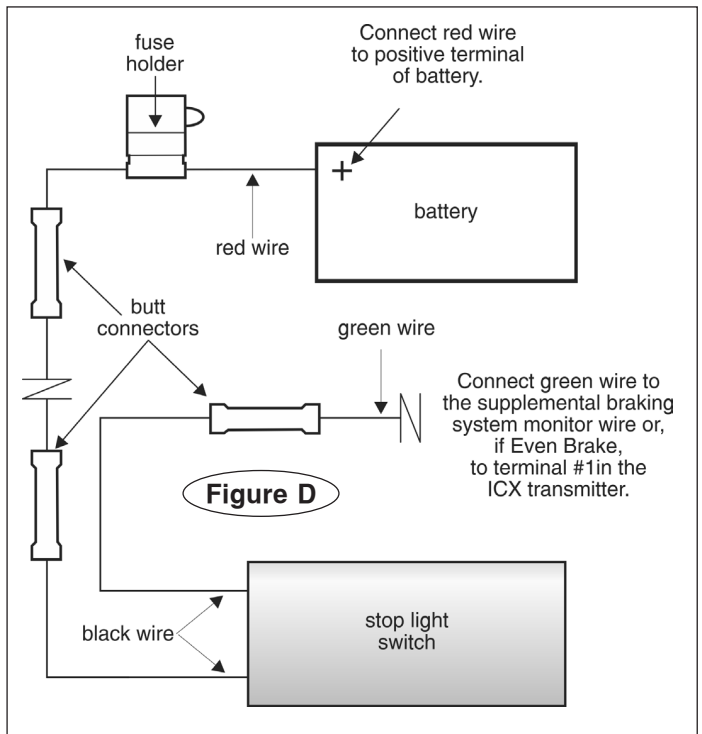 fuse
holder
Connect red wire
to positive terminal
of battery.
+
battery
red wire
butt
connectors
green wire
Connect green wire to
the supplemental braking
system monitor wire or,
if Even Brake,
to terminal #1in the
ICX transmitter.
Figure D
black wire
stop light
switch